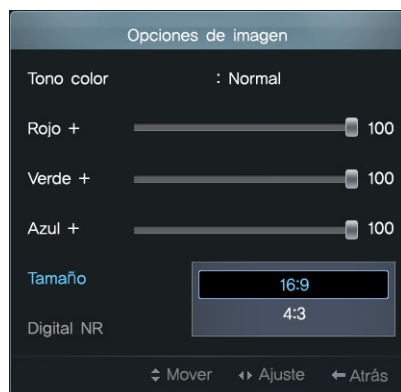 Opciones de imagen
Tono color : Normal
Rojo + 100
Verde + 100
Azul + 100
Tamaño 16:9
4:3
Digital NR
Mover Ajuste Atrás